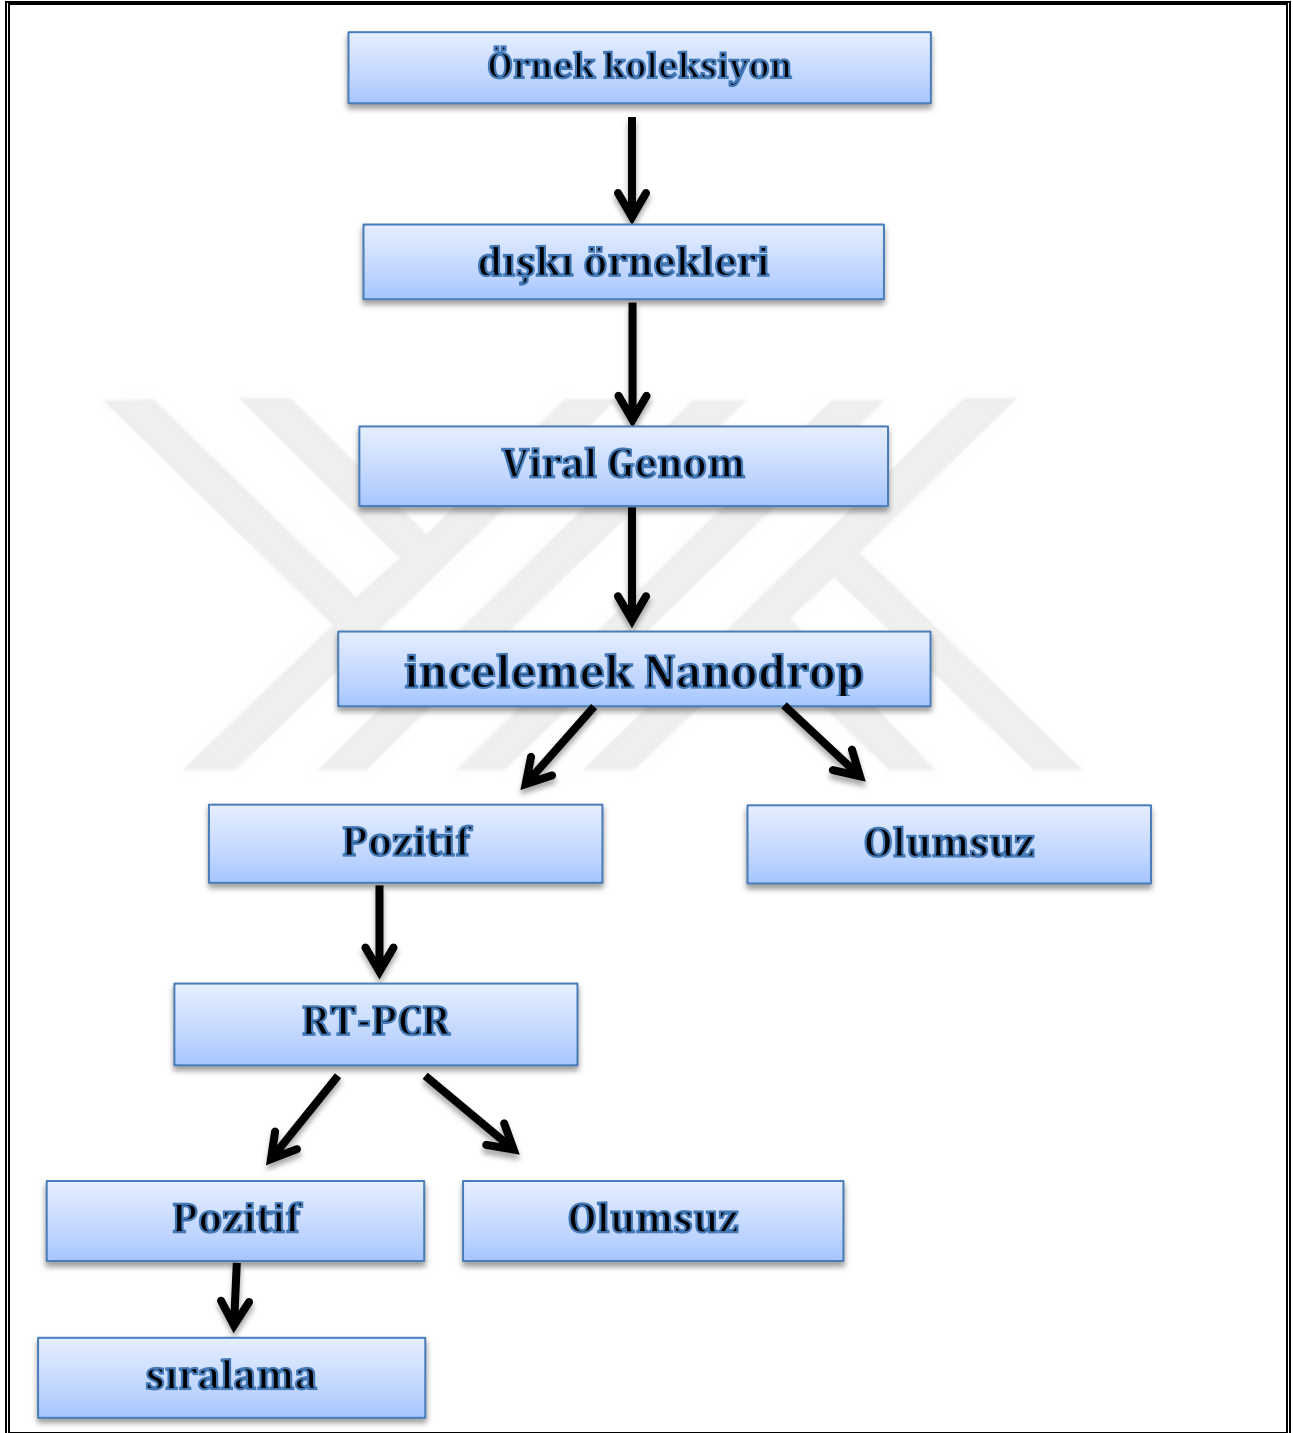 Örnek koleksiyon
dışkı örnekleri
Viral Genom
incelemek Nanodrop
Pozitif
Olumsuz
RT-PCR
Pozitif
Olumsuz
sıralama